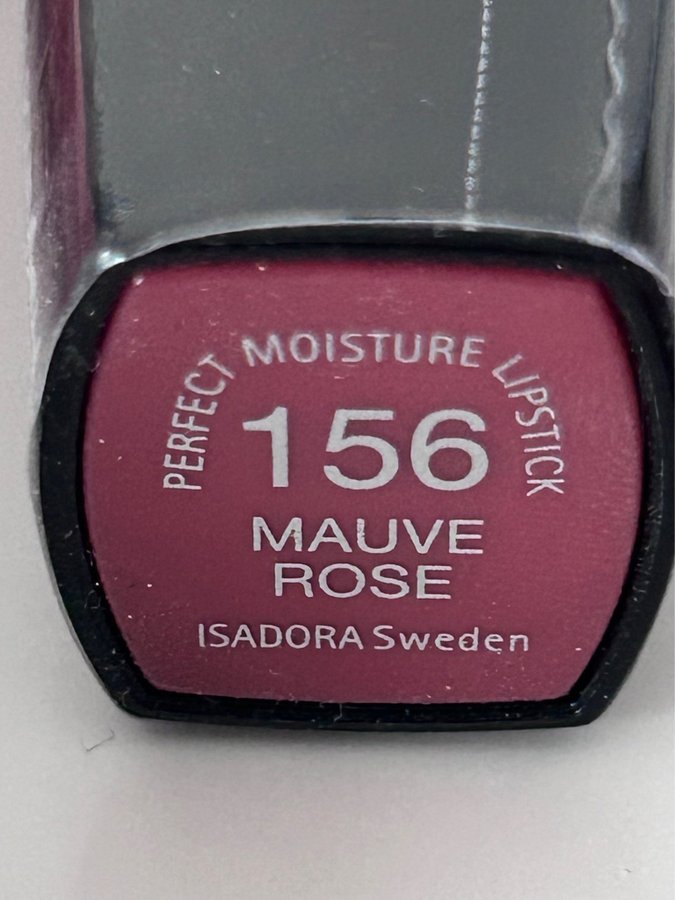 PERFECT MOISTURE LIPSTICK
156
MAUVE
ROSE
ISADORA Sweden